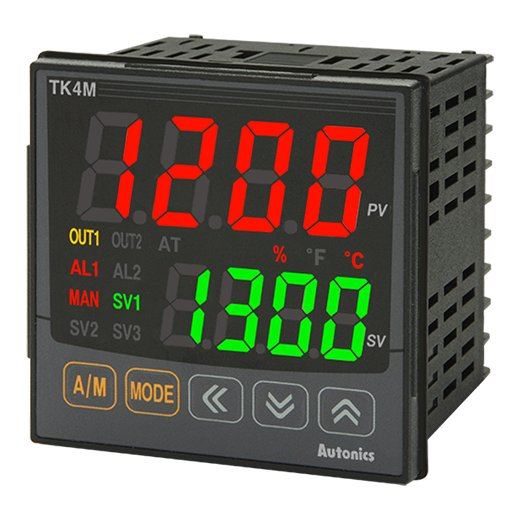 TK4M
1200 PV
OUT1 OUT2 AT % °F °C
AL1 AL2
MAN SV1 1300 SV
SV2 SV3
A/M MODE
Autonics